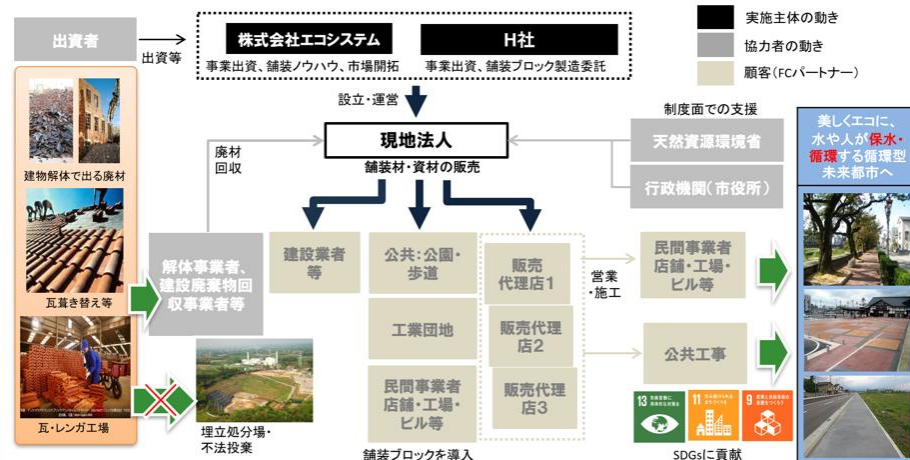 出資者
出資等
株式会社エコシステム
事業出資、舗装ノウハウ、市場開拓
H社
事業出資、舗装ブロック製造委託
実施主体の動き
協力者の動き
顧客(FCパートナー)
設立・運営
現地法人
舗装材・資材の販売
制度面での支援
天然資源環境省
行政機関(市役所)
廃材
回収
建物解体で出る廃材
瓦葺き替え等
瓦・レンガ工場
解体事業者、
建設廃棄物回
収事業者等
埋立処分場・
不法投棄
建設業者
等
公共:公園・
歩道
工業団地
民間事業者
店舗・工場・
ビル等
舗装ブロックを導入
販売
代理店1
販売代理
店2
販売代理
店3
営業
・施工
民間事業者
店舗・工場・
ビル等
公共工事
13
11
9
SDGsに貢献
美しくエコに、
水や人が保水・
循環する循環型
未来都市へ